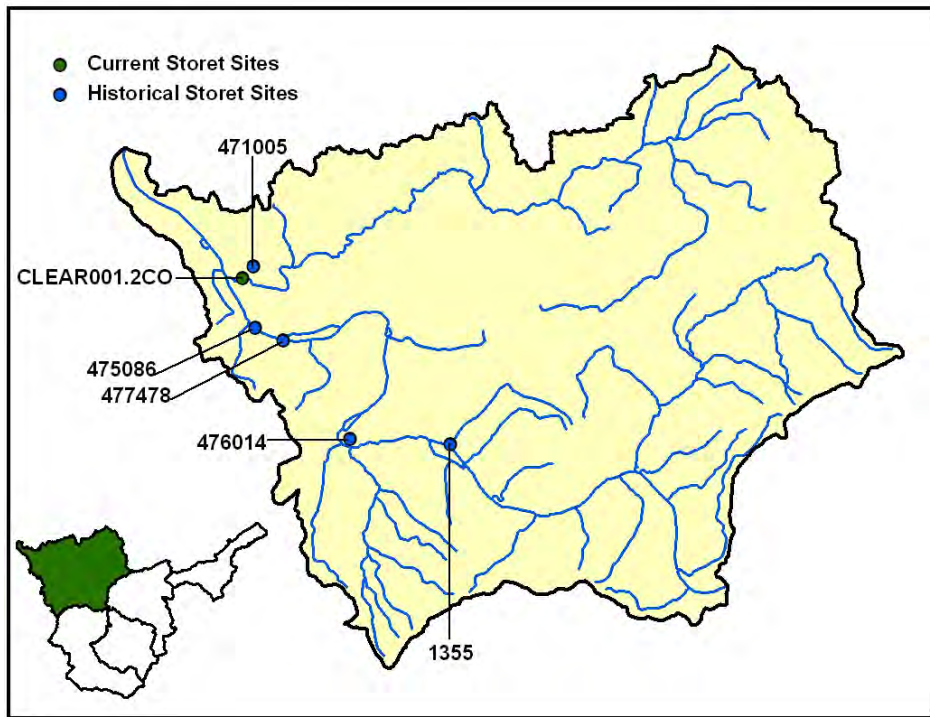 Current Storet Sites
Historical Storet Sites
471005
CLEAR001.2CO
475086
477478
476014
1355